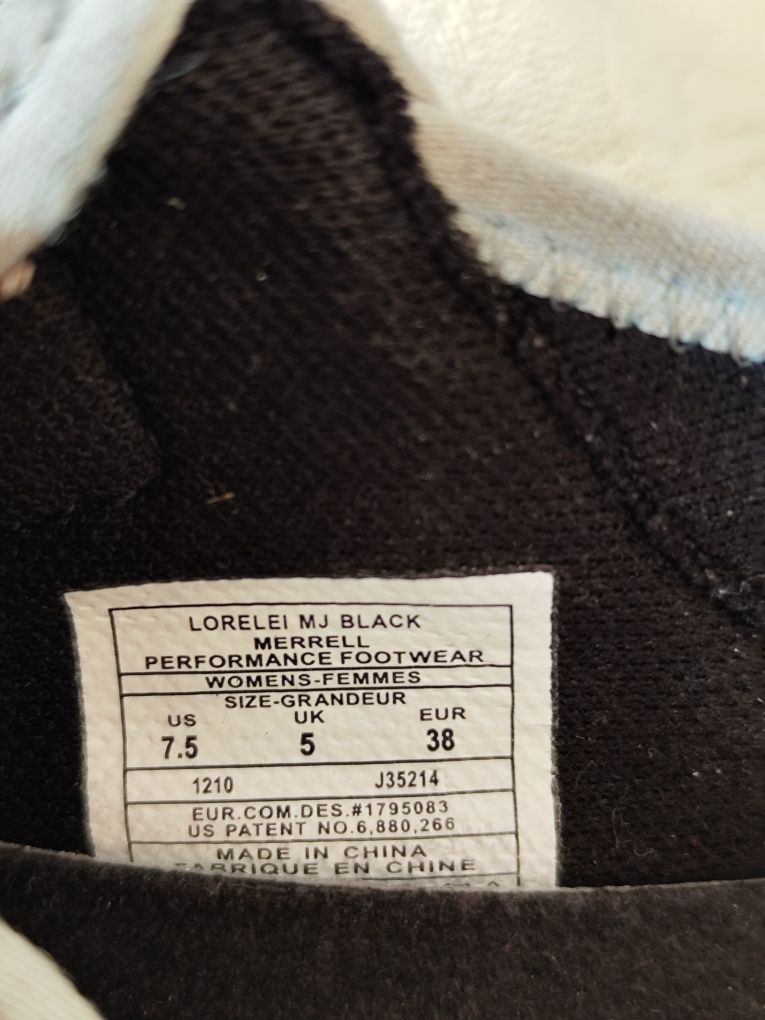 LORELEI MJ BLACK
MERRELL
PERFORMANCE FOOTWEAR
WOMENS-FEMMES
SIZE-GRANDEUR
US UK EUR
7.5 5 38
1210 J35214
EUR.COM.DES.#1795083
US PATENT NO.6,880,266
MADE IN CHINA
FABRIQUE EN CHINE